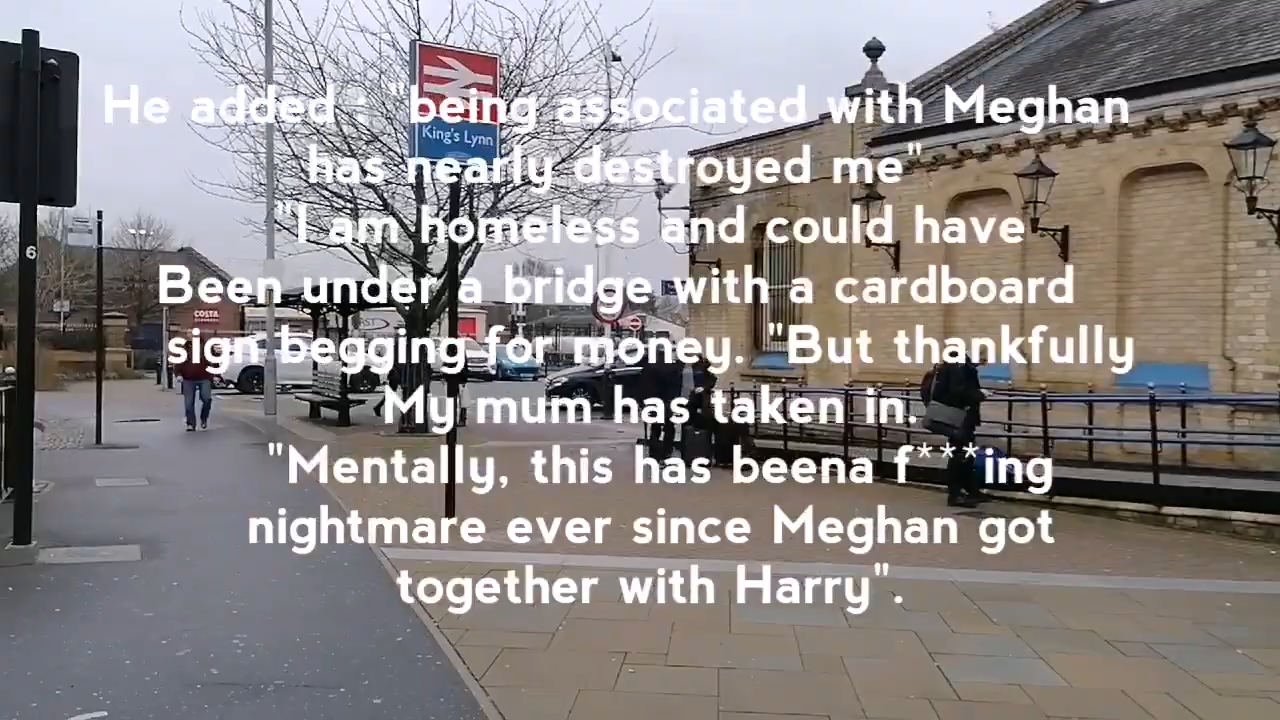 He added : "being associated with Meghan
has nearly destroyed me"
"I am homeless and could have
Been under a bridge with a cardboard
sign begging for money. "But thankfully
My mum has taken in.
"Mentally, this has beena f***ing
nightmare ever since Meghan got
together with Harry".
King's Lynn
6
COSTA